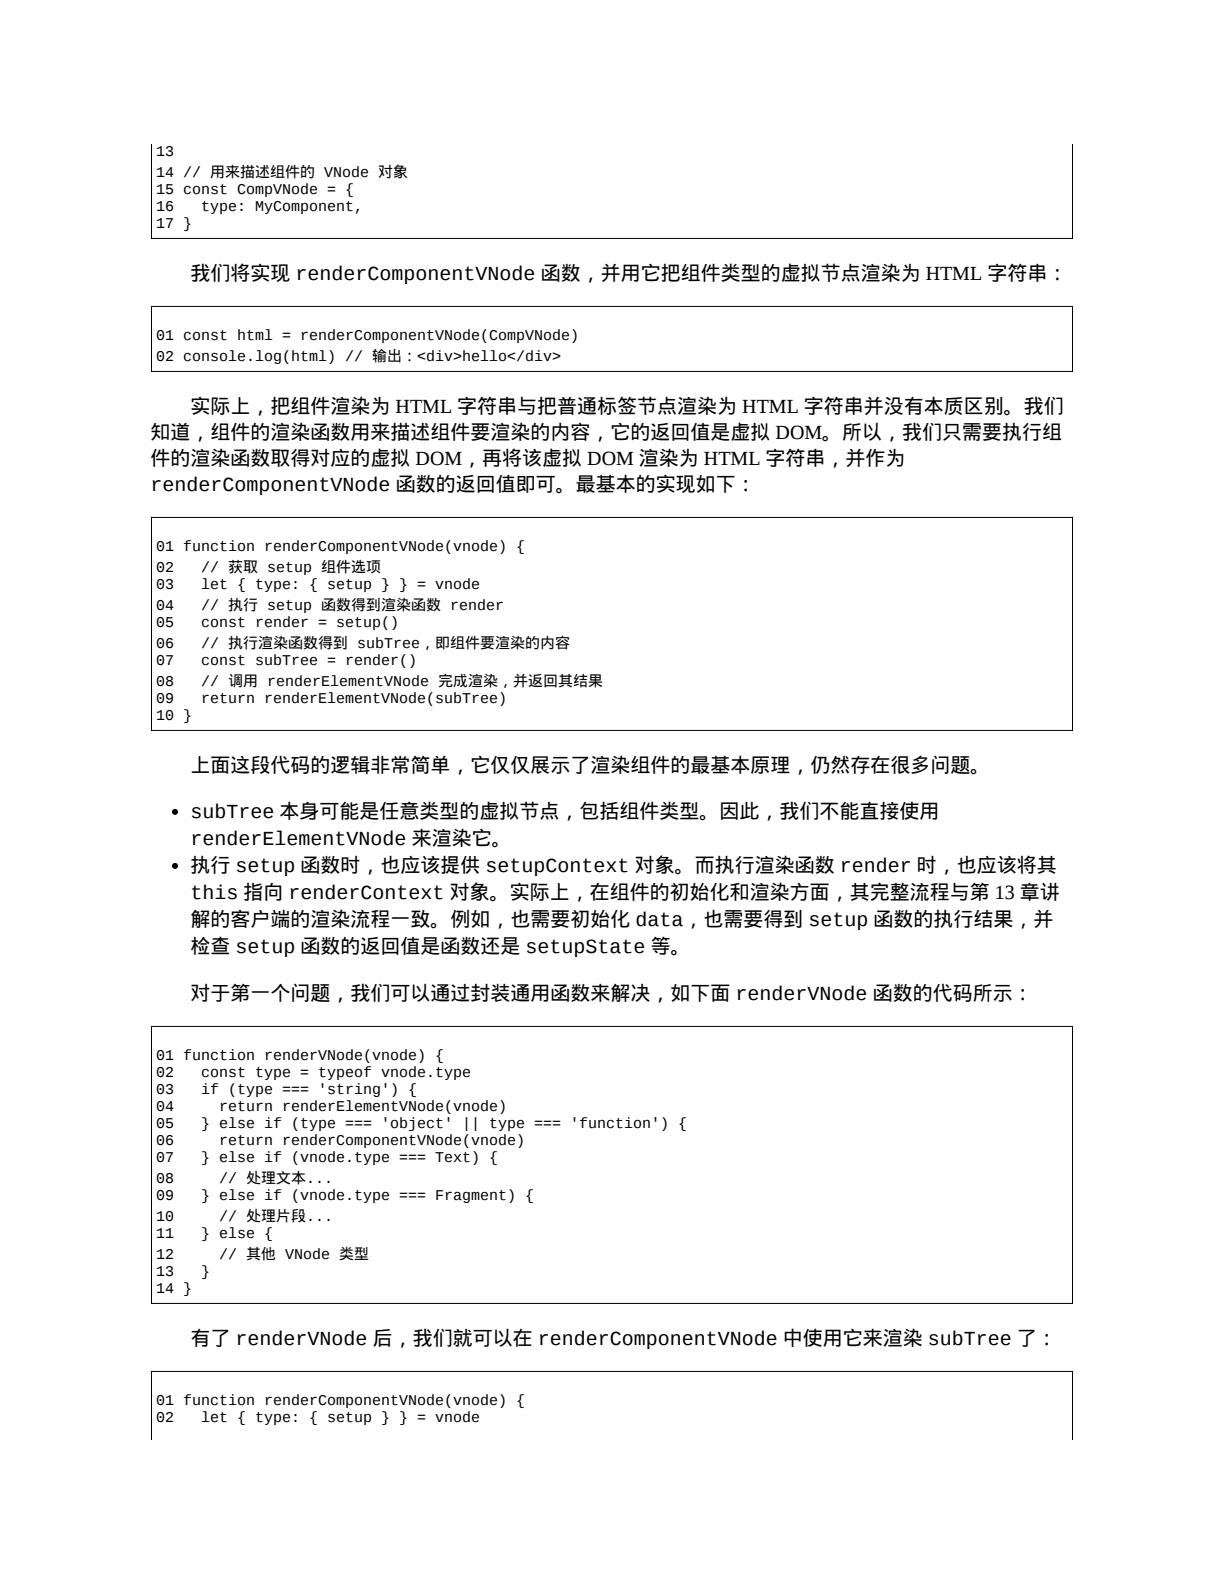 13
14 // 用来描述组件的 VNode 对象
15 const CompVNode = {
16   type: MyComponent,
17 }
我们将实现 renderComponentVNode 函数，并用它把组件类型的虚拟节点渲染为 HTML 字符串：
01 const html = renderComponentVNode(CompVNode)
02 console.log(html) // 输出：<div>hello</div>
实际上，把组件渲染为 HTML 字符串与把普通标签节点渲染为 HTML 字符串并没有本质区别。我们
知道，组件的渲染函数用来描述组件要渲染的内容，它的返回值是虚拟 DOM。所以，我们只需要执行组
件的渲染函数取得对应的虚拟 DOM，再将该虚拟 DOM 渲染为 HTML 字符串，并作为
renderComponentVNode 函数的返回值即可。最基本的实现如下：
01 function renderComponentVNode(vnode) {
02   // 获取 setup 组件选项
03   let { type: { setup } } = vnode
04   // 执行 setup 函数得到渲染函数 render
05   const render = setup()
06   // 执行渲染函数得到 subTree，即组件要渲染的内容
07   const subTree = render()
08   // 调用 renderElementVNode 完成渲染，并返回其结果
09   return renderElementVNode(subTree)
10 }
上面这段代码的逻辑非常简单，它仅仅展示了渲染组件的最基本原理，仍然存在很多问题。
• subTree 本身可能是任意类型的虚拟节点，包括组件类型。因此，我们不能直接使用
renderElementVNode 来渲染它。
• 执行 setup 函数时，也应该提供 setupContext 对象。而执行渲染函数 render 时，也应该将其
this 指向 renderContext 对象。实际上，在组件的初始化和渲染方面，其完整流程与第 13 章讲
解的客户端的渲染流程一致。例如，也需要初始化 data，也需要得到 setup 函数的执行结果，并
检查 setup 函数的返回值是函数还是 setupState 等。
对于第一个问题，我们可以通过封装通用函数来解决，如下面 renderVNode 函数的代码所示：
01 function renderVNode(vnode) {
02   const type = typeof vnode.type
03   if (type === 'string') {
04     return renderElementVNode(vnode)
05   } else if (type === 'object' || type === 'function') {
06     return renderComponentVNode(vnode)
07   } else if (vnode.type === Text) {
08     // 处理文本...
09   } else if (vnode.type === Fragment) {
10     // 处理片段...
11   } else {
12     // 其他 VNode 类型
13   }
14 }
有了 renderVNode 后，我们就可以在 renderComponentVNode 中使用它来渲染 subTree 了：
01 function renderComponentVNode(vnode) {
02   let { type: { setup } } = vnode